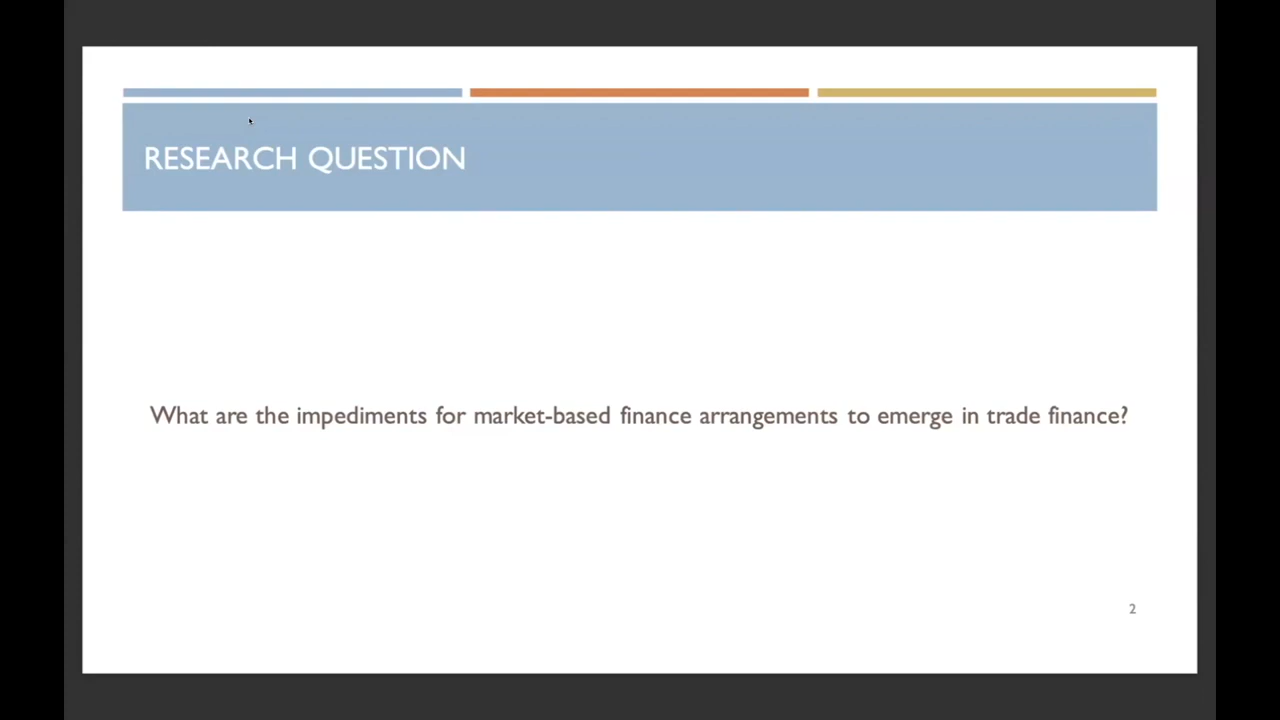 RESEARCH QUESTION
What are the impediments for market-based finance arrangements to emerge in trade finance?
2